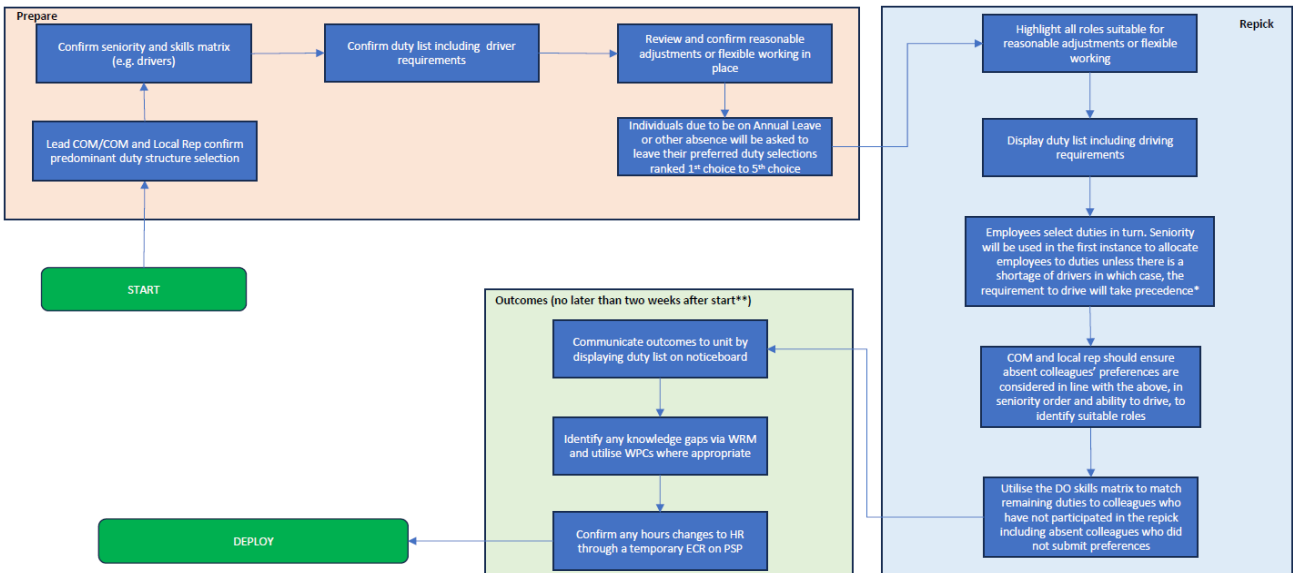 Prepare
START
Lead COM/COM and Local Rep confirm
predominant duty structure selection
Confirm seniority and skills matrix
(e.g. drivers)
Confirm duty list including driver
requirements
Review and confirm reasonable
adjustments or flexible working in
place
Individuals due to be on Annual Leave
or other absence will be asked to
leave their preferred duty selections
ranked 1st choice to 5th choice
Repick
Highlight all roles suitable for
reasonable adjustments or flexible
working
Display duty list including driving
requirements
Employees select duties in turn. Seniority
will be used in the first instance to allocate
employees to duties unless there is a
shortage of drivers in which case, the
requirement to drive will take precedence*
COM and local rep should ensure
absent colleagues’ preferences are
considered in line with the above, in
seniority order and ability to drive, to
identify suitable roles
Utilise the DO skills matrix to match
remaining duties to colleagues who
have not participated in the repick
including absent colleagues who did
not submit preferences
Outcomes (no later than two weeks after start**)
Communicate outcomes to unit by
displaying duty list on noticeboard
Identify any knowledge gaps via WRM
and utilise WPCs where appropriate
Confirm any hours changes to HR
through a temporary ECR on PSP
DEPLOY